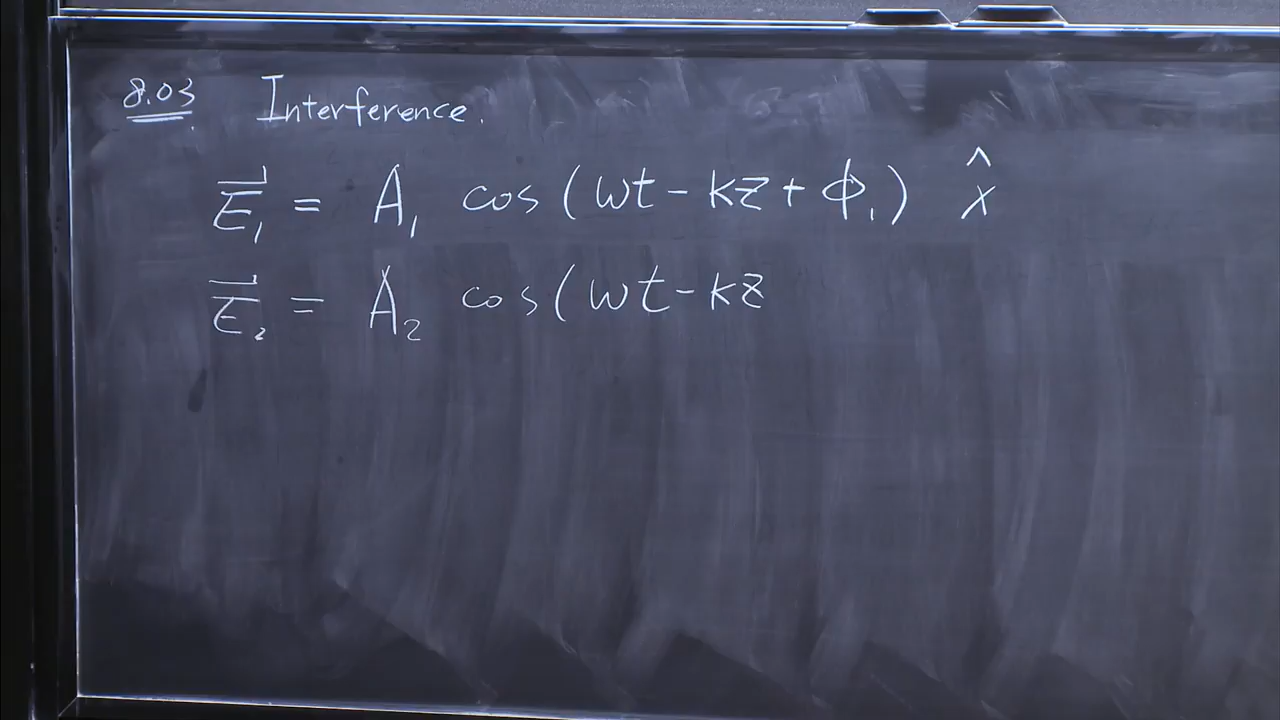 8.03 Interference.
E⃗₁ = A₁ cos(ωt - kz + ϕ₁) x̂
E⃗₂ = A₂ cos(ωt - kz